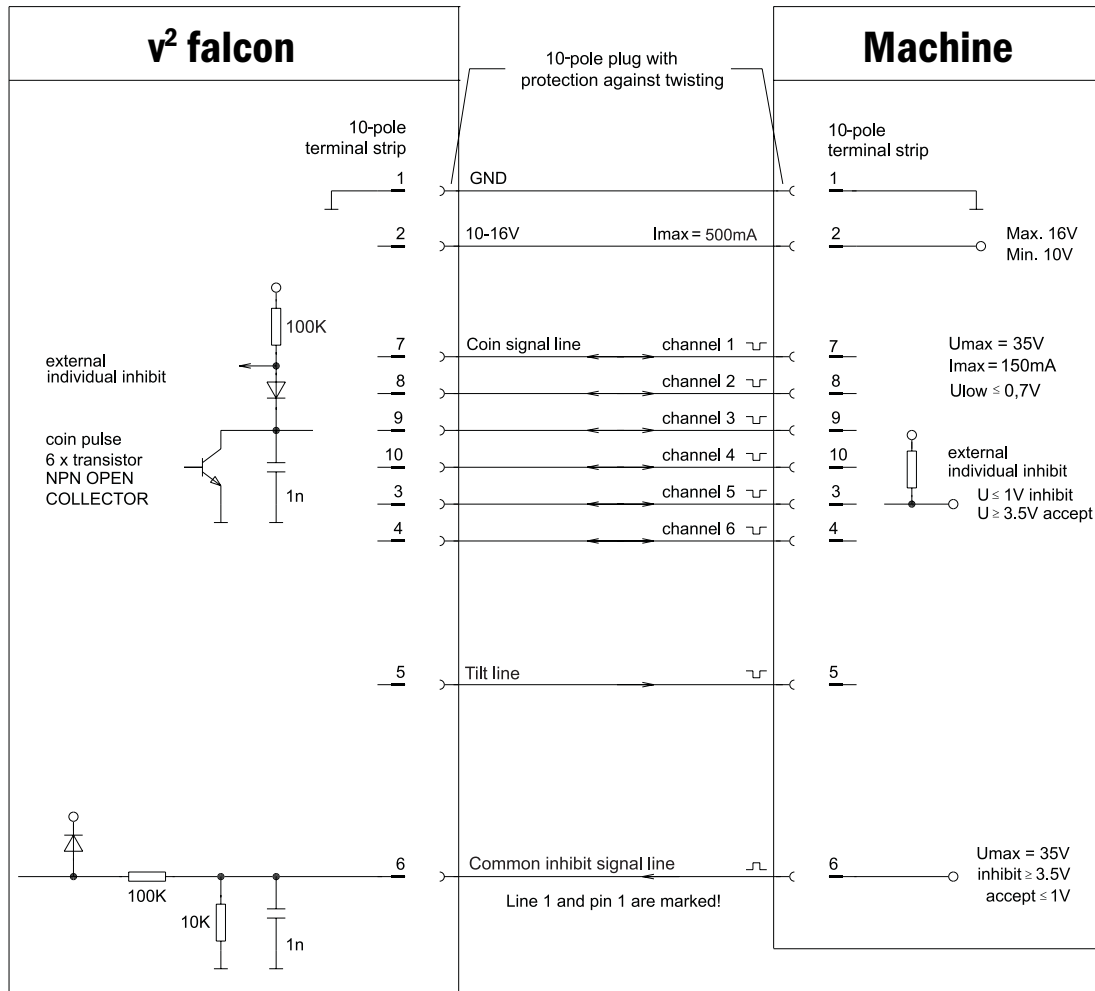 v² falcon
Machine
10-pole plug with
protection against twisting
10-pole
terminal strip
10-pole
terminal strip
1
GND
1
2
10-16V
Imax = 500mA
2
Max. 16V
Min. 10V
100K
external
individual inhibit
coin pulse
6 x transistor
NPN OPEN
COLLECTOR
1n
7
Coin signal line
channel 1
7
8
channel 2
8
9
channel 3
9
10
channel 4
10
3
channel 5
3
4
channel 6
4
Umax = 35V
Imax = 150mA
Ulow ≤ 0,7V
external
individual inhibit
U ≤ 1V inhibit
U ≥ 3.5V accept
5
Tilt line
5
6
Common inhibit signal line
6
Line 1 and pin 1 are marked!
100K
10K
1n
Umax = 35V
inhibit ≥ 3.5V
accept ≤ 1V